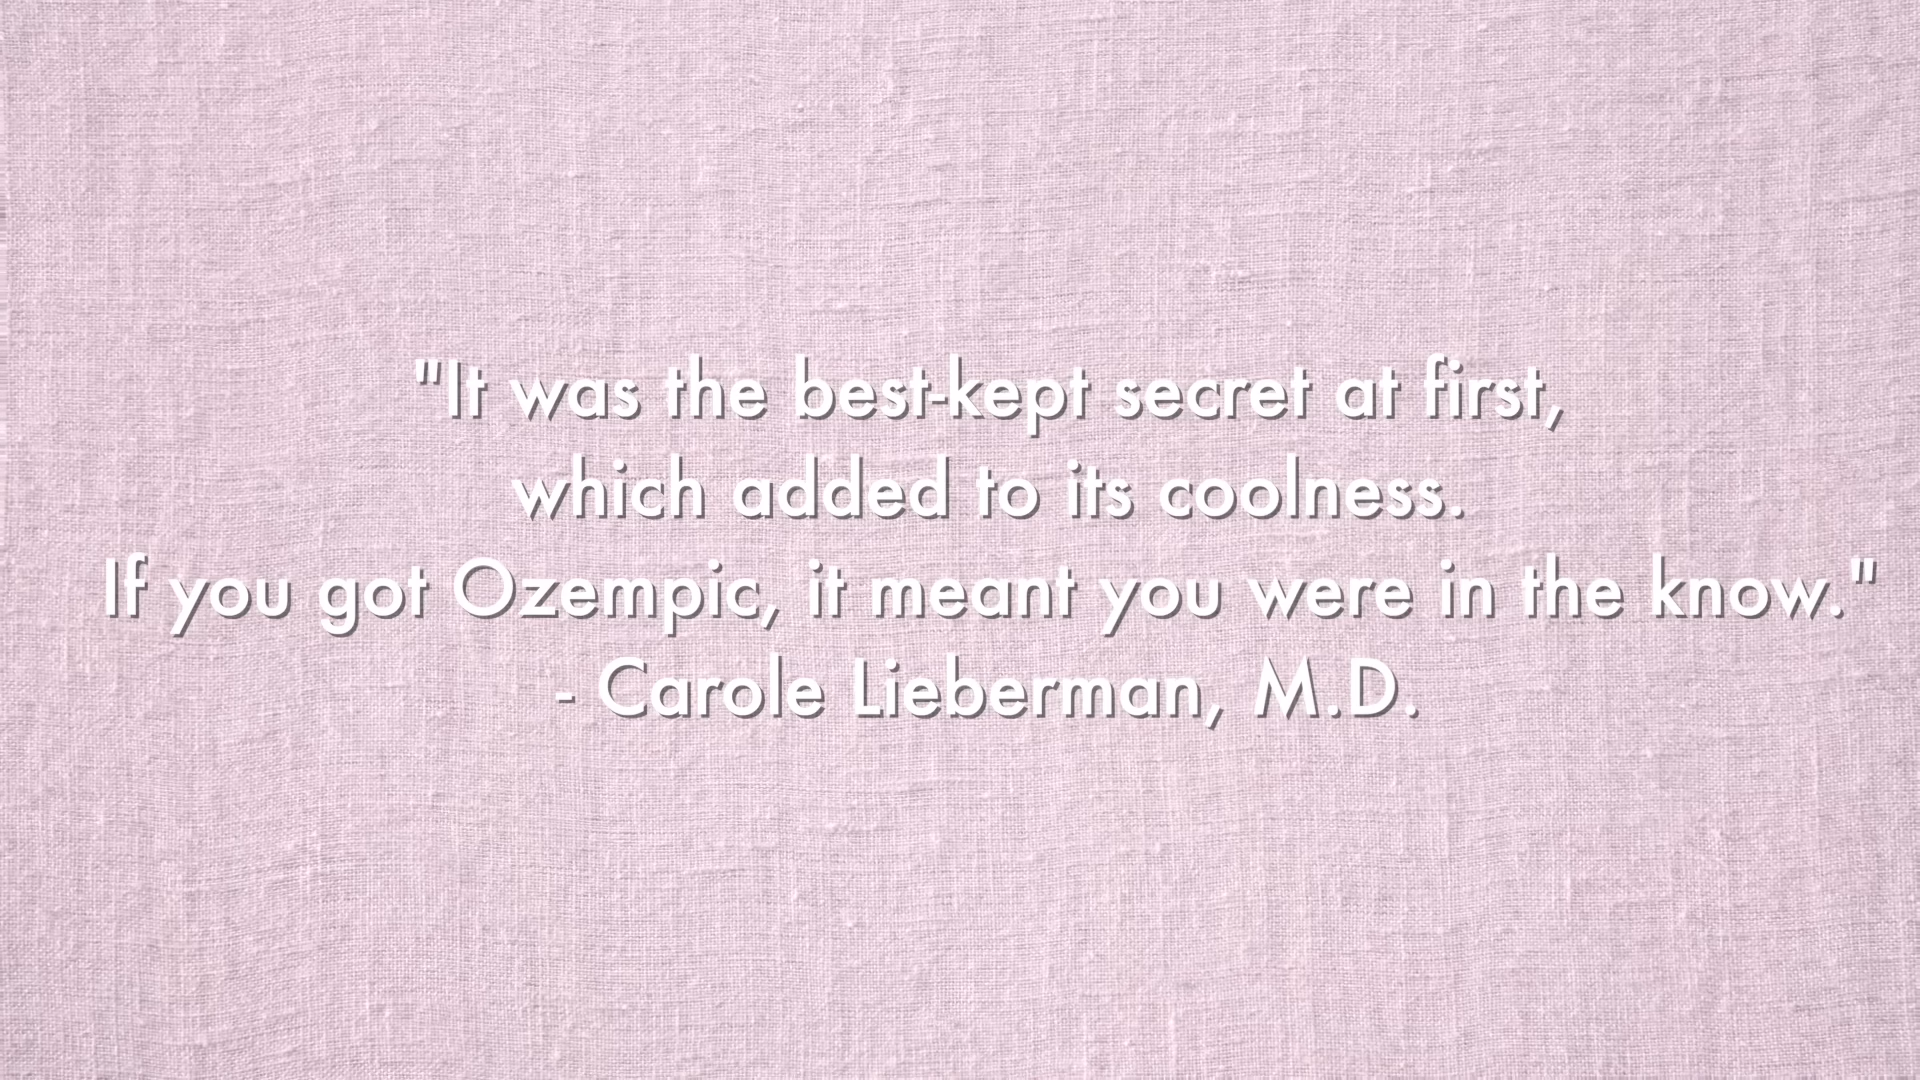 "It was the best-kept secret at first,
which added to its coolness.
If you got Ozempic, it meant you were in the know."
- Carole Lieberman, M.D.